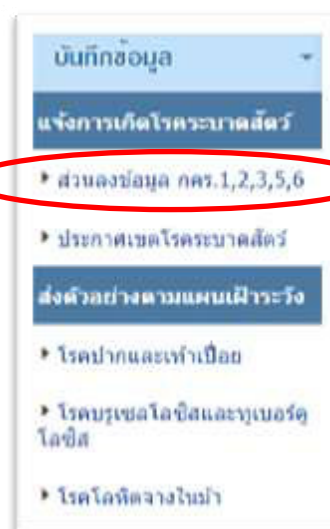 บันทึกข้อมูล
แจ้งการเกิดโรคระบาดสัตว์
ส่วนลงข้อมูล กคร.1,2,3,5,6
ประกาศเขตโรคระบาดสัตว์
ส่งตัวอย่างตามแผนเฝ้าระวัง
โรคปากและเท้าเปื่อย
โรคบรูเซลโลซิสและทูเบอร์คู
โลซิส
โรคโลหิตจางในม้า